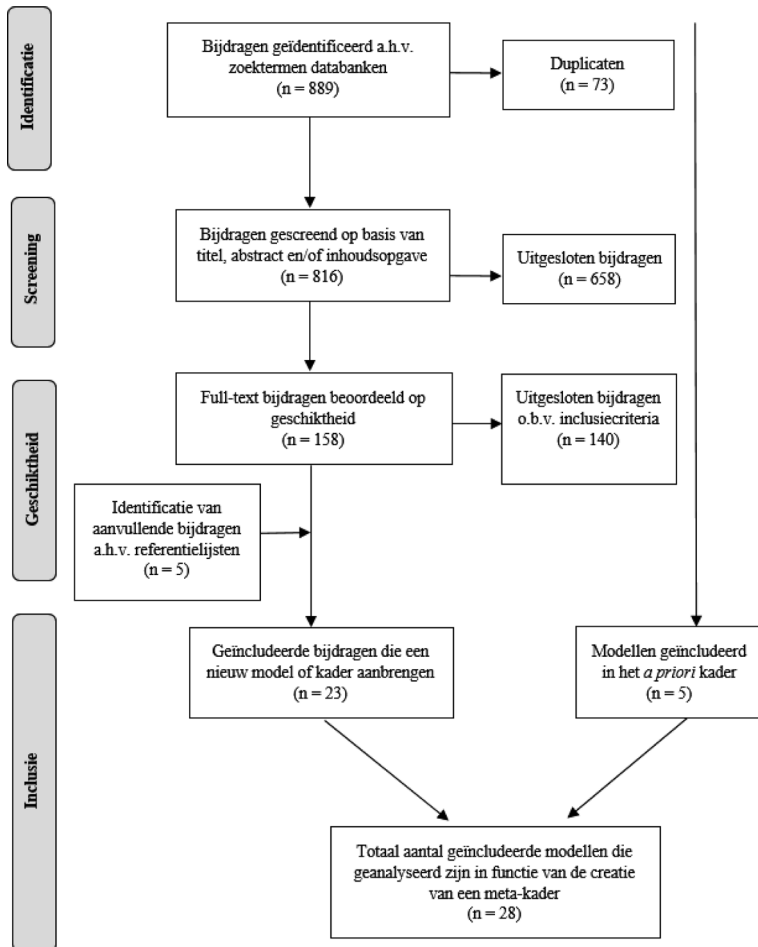 Identificatie
Bijdragen geïdentificeerd a.h.v.
zoektermen databanken
(n = 889)
Duplicaten
(n = 73)
Screening
Bijdragen gescreend op basis van
titel, abstract en/of inhoudsopgave
(n = 816)
Uitgesloten bijdragen
(n = 658)
Geschiktheid
Full-text bijdragen beoordeeld op
geschiktheid
(n = 158)
Uitgesloten bijdragen
o.b.v. inclusiecriteria
(n = 140)
Identificatie van
aanvullende bijdragen
a.h.v. referentielijsten
(n = 5)
Inclusie
Geïncludeerde bijdragen die een
nieuw model of kader aanbrengen
(n = 23)
Modellen geïncludeerd
in het a priori kader
(n = 5)
Totaal aantal geïncludeerde modellen die
geanalyseerd zijn in functie van de creatie
van een meta-kader
(n = 28)